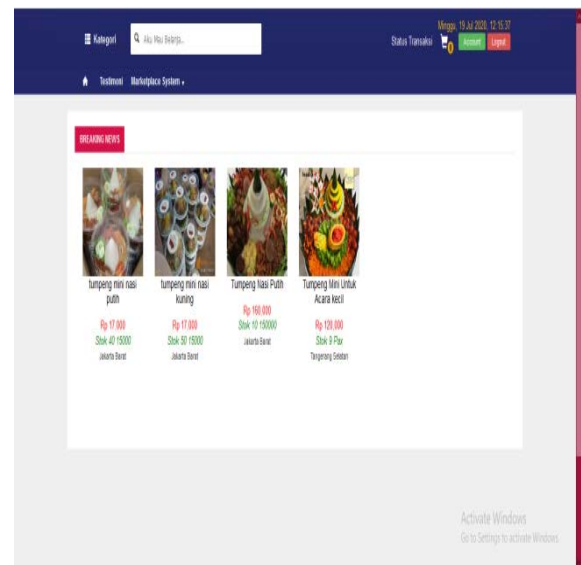 Minggu, 19 Jul 2020, 12:15:37
Kategori
Aku Mau Belanja...
Status Transaksi
0
Account
Logout
Testimoni
Marketplace System
BREAKING NEWS
tumpeng mini nasi
putih
Rp 17.000
Stok 40 15000
Jakarta Barat
tumpeng mini nasi
kuning
Rp 17.000
Stok 50 15000
Jakarta Barat
Tumpeng Nasi Putih
Rp 160.000
Stok 10 150000
Jakarta Barat
Tumpeng Mini Untuk
Acara kecil
Rp 120.000
Stok 9 Pax
Tangerang Selatan
Activate Windows
Go to Settings to activate Windows.